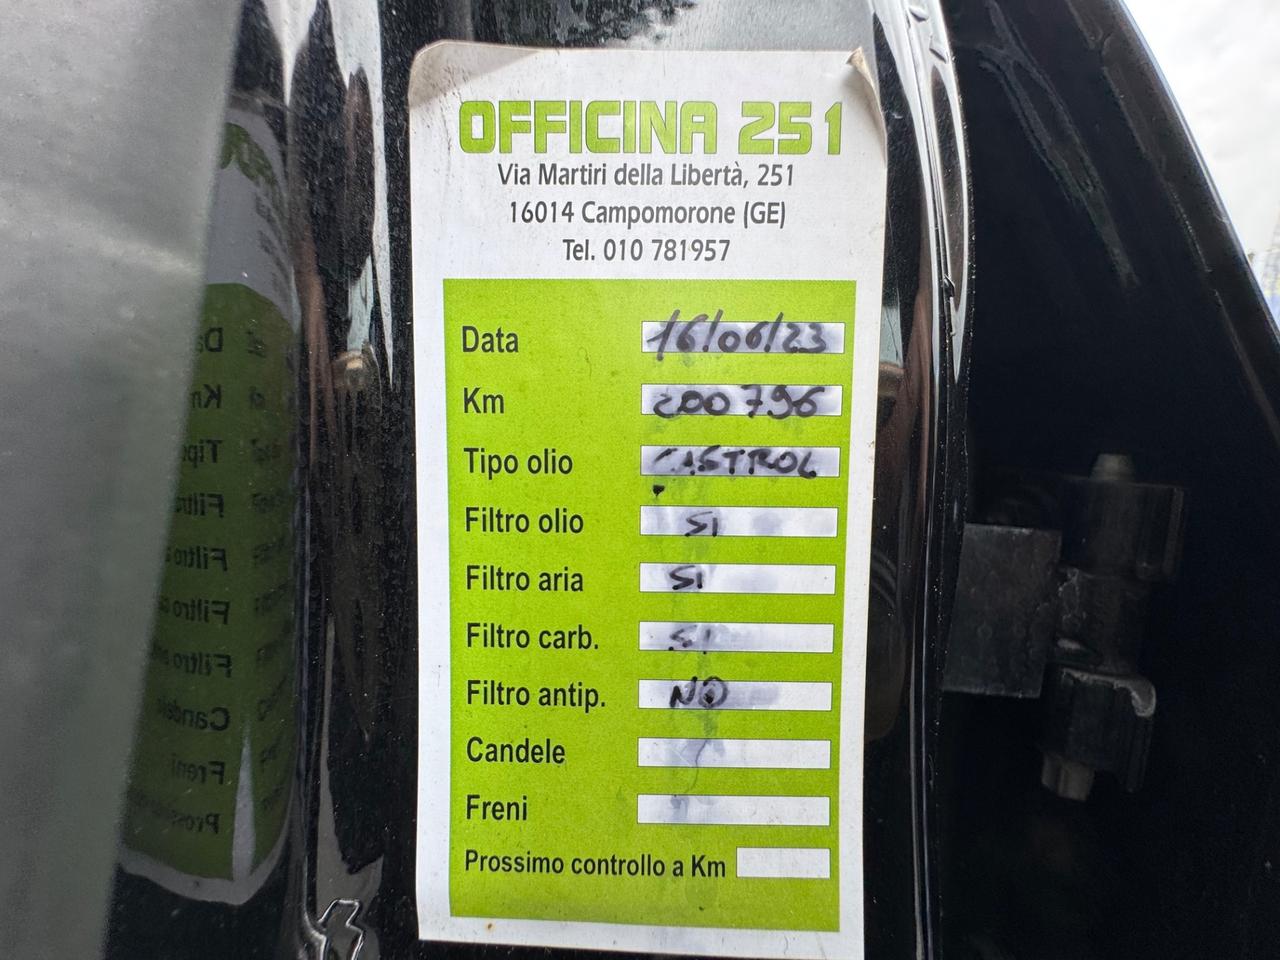 OFFICINA 251
Via Martiri della Libertà, 251
16014 Campomorone (GE)
Tel. 010 781957
Data 16/06/23
Km 200796
Tipo olio CASTROL
Filtro olio SI
Filtro aria SI
Filtro carb. SI
Filtro antip. NO
Candele
Freni
Prossimo controllo a Km